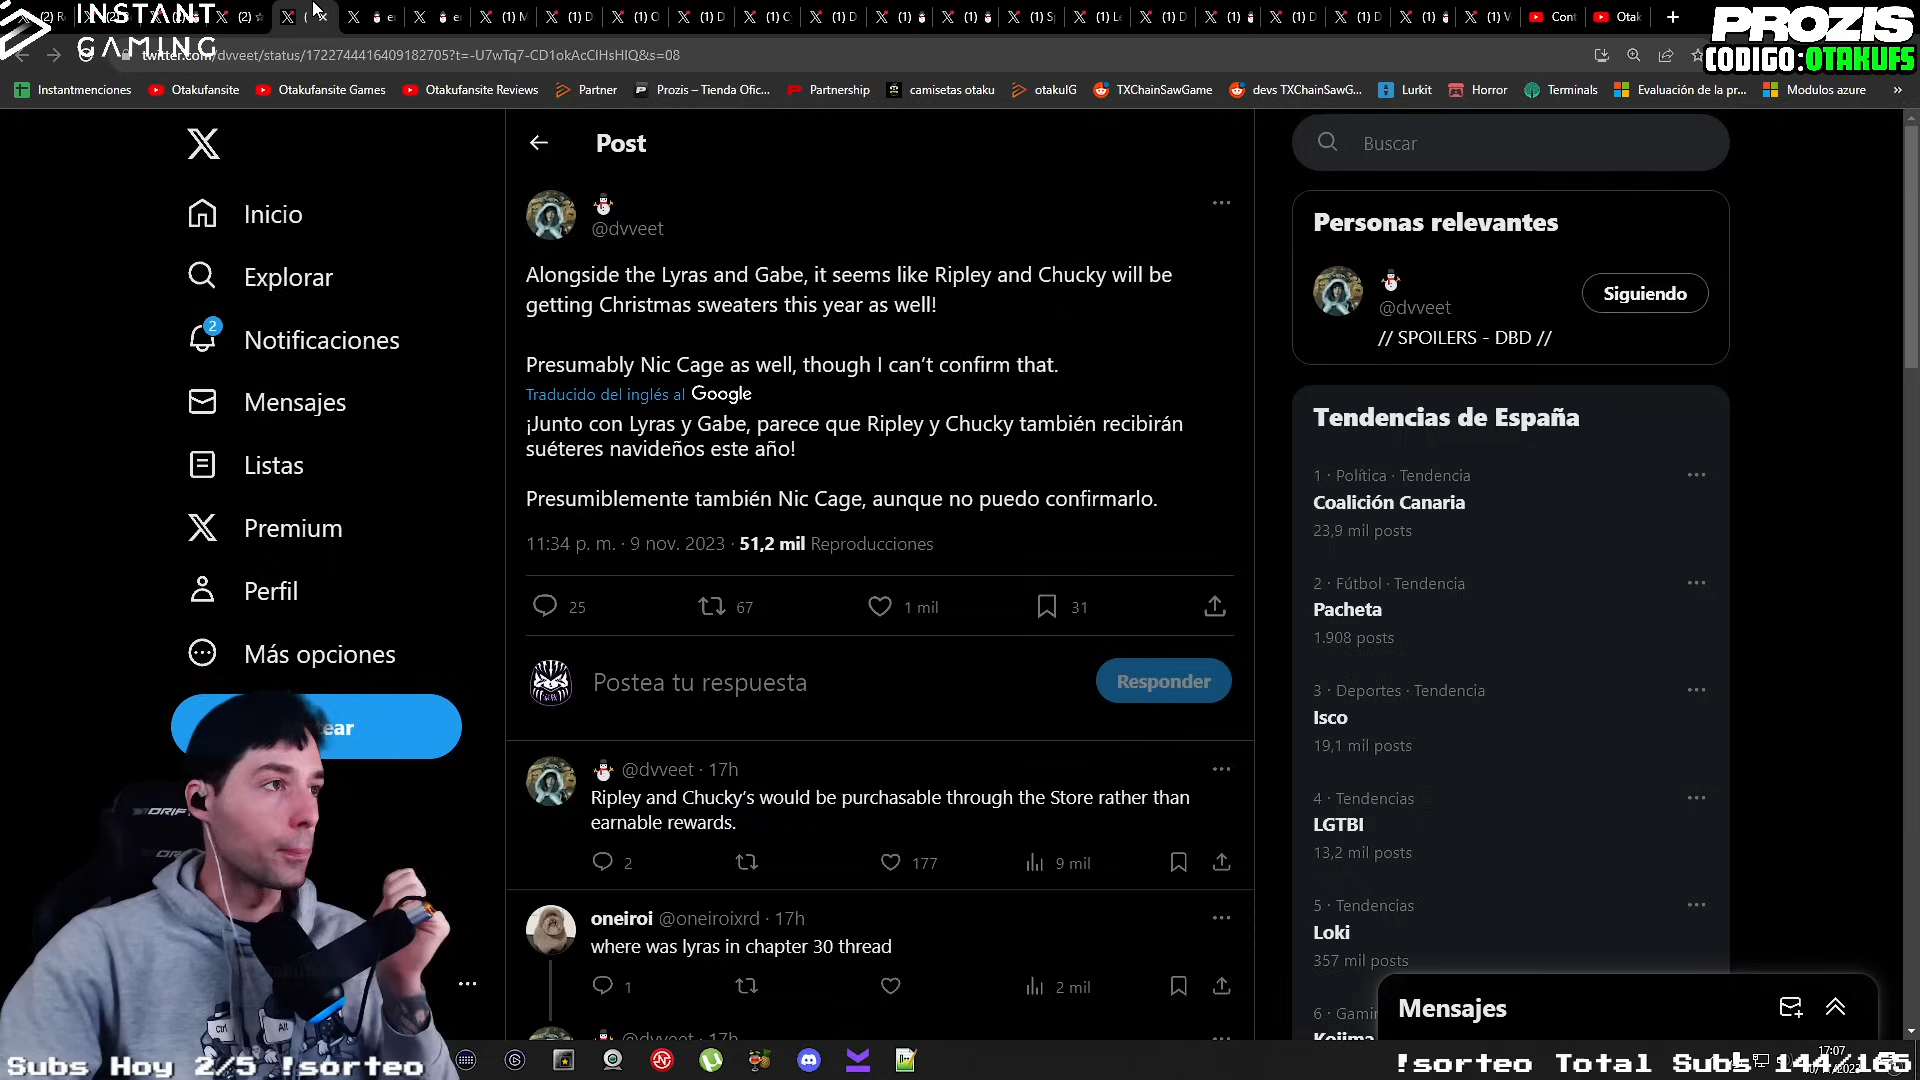 INSTANT
GAMING
PROZIS
CODIGO:OTAKUFS
twitter.com/dvveet/status/1722744416409182705?t=-U7wTq7-CD1okAcClHsHIQ&s=08
Instantmenciones
Otakufansite
Otakufansite Games
Otakufansite Reviews
Partner
Prozis – Tienda Ofic...
Partnership
camisetas otaku
otakuIG
TXChainSawGame
devs TXChainSawG...
Lurkit
Horror
Terminals
Evaluación de la pr...
Modulos azure
Inicio
Explorar
2
Notificaciones
Mensajes
Listas
Premium
Perfil
Más opciones
Post
@dvveet
Alongside the Lyras and Gabe, it seems like Ripley and Chucky will be
getting Christmas sweaters this year as well!
Presumably Nic Cage as well, though I can't confirm that.
Traducido del inglés al Google
¡Junto con Lyras y Gabe, parece que Ripley y Chucky también recibirán
suéteres navideños este año!
Presumiblemente también Nic Cage, aunque no puedo confirmarlo.
11:34 p. m. · 9 nov. 2023 · 51,2 mil Reproducciones
25 67 1 mil 31
Postea tu respuesta
Responder
@dvveet · 17h
Ripley and Chucky's would be purchasable through the Store rather than
earnable rewards.
2 177 9 mil
oneiroi @oneiroixrd · 17h
where was lyras in chapter 30 thread
1 2 mil
@dvveet · 17h
Buscar
Personas relevantes
@dvveet
Siguiendo
// SPOILERS - DBD //
Tendencias de España
1 · Política · Tendencia
Coalición Canaria
23,9 mil posts
2 · Fútbol · Tendencia
Pacheta
1.908 posts
3 · Deportes · Tendencia
Isco
19,1 mil posts
4 · Tendencias
LGTBI
13,2 mil posts
5 · Tendencias
Loki
357 mil posts
Kojima
Mensajes
Ctrl
Alt
Subs Hoy 2/5 !sorteo
!sorteo Total Subs 144/165
17:07